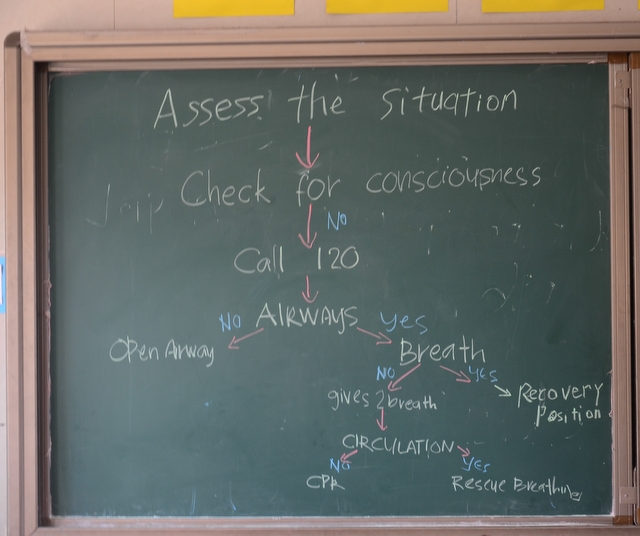 Assess the situation
Check for consciousness
No
Call 120
NO AIRWAYS yes
Open Airway
Breath
NO yes
Recovery
Position
gives 2 breath
CIRCULATION
NO YES
CPR Rescue Breathing